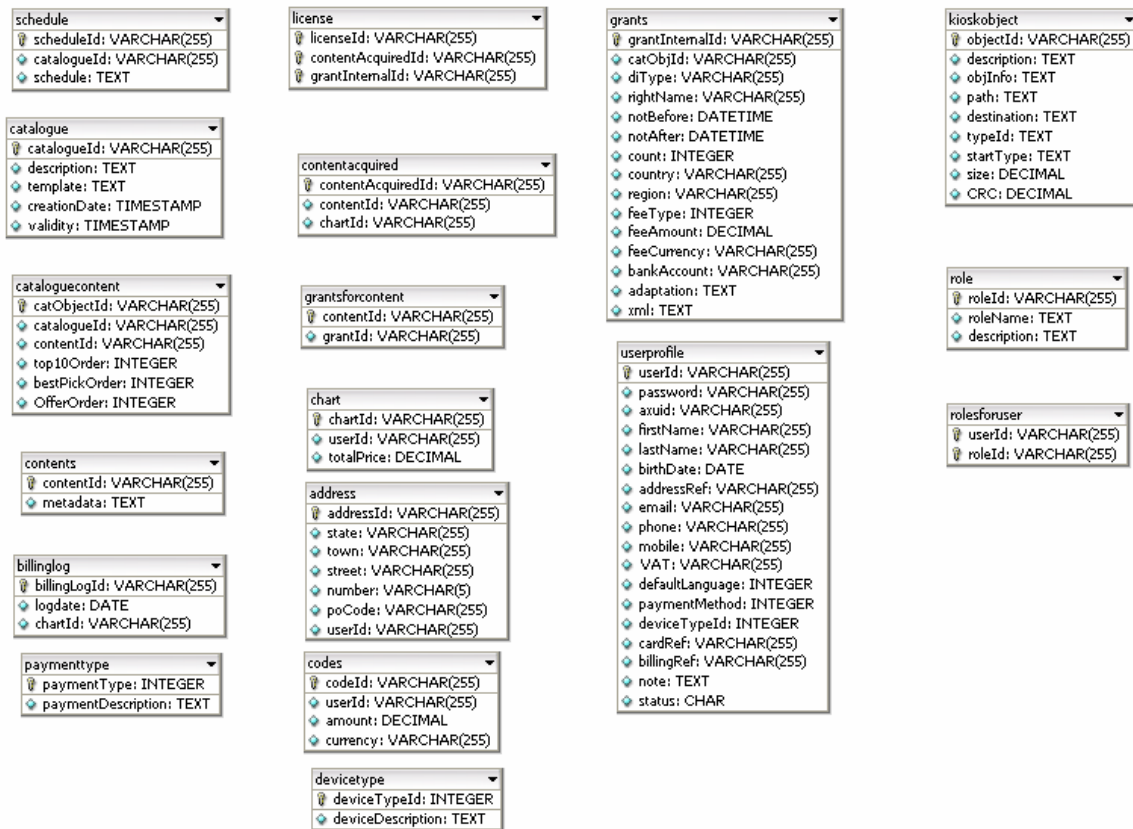 schedule
scheduleId: VARCHAR(255)
catalogueId: VARCHAR(255)
schedule: TEXT
catalogue
catalogueId: VARCHAR(255)
description: TEXT
template: TEXT
creationDate: TIMESTAMP
validity: TIMESTAMP
cataloguecontent
catObjectId: VARCHAR(255)
catalogueId: VARCHAR(255)
contentId: VARCHAR(255)
top10Order: INTEGER
bestPickOrder: INTEGER
OfferOrder: INTEGER
contents
contentId: VARCHAR(255)
metadata: TEXT
billinglog
billingLogId: VARCHAR(255)
logdate: DATE
chartId: VARCHAR(255)
paymenttype
paymentType: INTEGER
paymentDescription: TEXT
license
licenseId: VARCHAR(255)
contentAcquiredId: VARCHAR(255)
grantInternalId: VARCHAR(255)
contentacquired
contentAcquiredId: VARCHAR(255)
contentId: VARCHAR(255)
chartId: VARCHAR(255)
grantsforcontent
contentId: VARCHAR(255)
grantId: VARCHAR(255)
chart
chartId: VARCHAR(255)
userId: VARCHAR(255)
totalPrice: DECIMAL
address
addressId: VARCHAR(255)
state: VARCHAR(255)
town: VARCHAR(255)
street: VARCHAR(255)
number: VARCHAR(5)
poCode: VARCHAR(255)
userId: VARCHAR(255)
codes
codeId: VARCHAR(255)
userId: VARCHAR(255)
amount: DECIMAL
currency: VARCHAR(255)
devicetype
deviceTypeId: INTEGER
deviceDescription: TEXT
grants
grantInternalId: VARCHAR(255)
catObjId: VARCHAR(255)
diType: VARCHAR(255)
rightName: VARCHAR(255)
notBefore: DATETIME
notAfter: DATETIME
count: INTEGER
country: VARCHAR(255)
region: VARCHAR(255)
feeType: INTEGER
feeAmount: DECIMAL
feeCurrency: VARCHAR(255)
bankAccount: VARCHAR(255)
adaptation: TEXT
xml: TEXT
userprofile
userId: VARCHAR(255)
password: VARCHAR(255)
axuid: VARCHAR(255)
firstName: VARCHAR(255)
lastName: VARCHAR(255)
birthDate: DATE
addressRef: VARCHAR(255)
email: VARCHAR(255)
phone: VARCHAR(255)
mobile: VARCHAR(255)
VAT: VARCHAR(255)
defaultLanguage: INTEGER
paymentMethod: INTEGER
deviceTypeId: INTEGER
cardRef: VARCHAR(255)
billingRef: VARCHAR(255)
note: TEXT
status: CHAR
kioskobject
objectId: VARCHAR(255)
description: TEXT
objInfo: TEXT
path: TEXT
destination: TEXT
typeId: TEXT
startType: TEXT
size: DECIMAL
CRC: DECIMAL
role
roleId: VARCHAR(255)
roleName: TEXT
description: TEXT
rolesforuser
userId: VARCHAR(255)
roleId: VARCHAR(255)